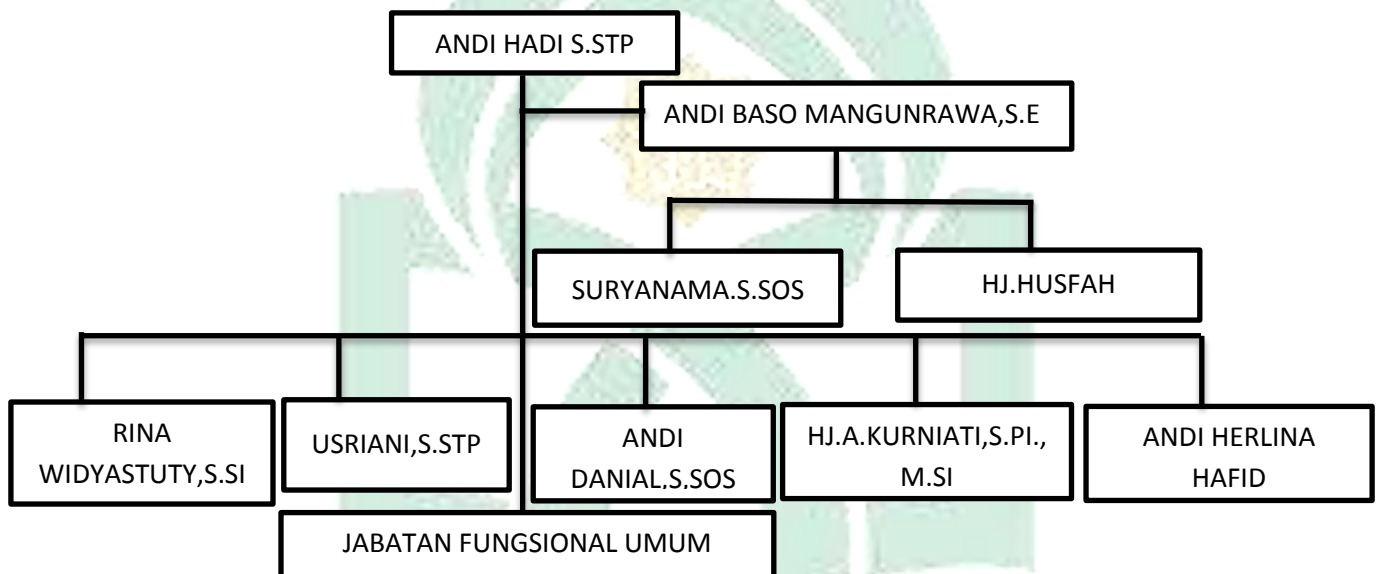 ANDI HADI S.STP
ANDI BASO MANGUNRAWA,S.E
SURYANAMA.S.SOS
HJ.HUSFAH
RINA
WIDYASTUTY,S.SI
USRIANI,S.STP
ANDI
DANIAL.S.SOS
HJ.A.KURNIATI,S.PI.,
M.SI
ANDI HERLINA
HAFID
JABATAN FUNGSIONAL UMUM